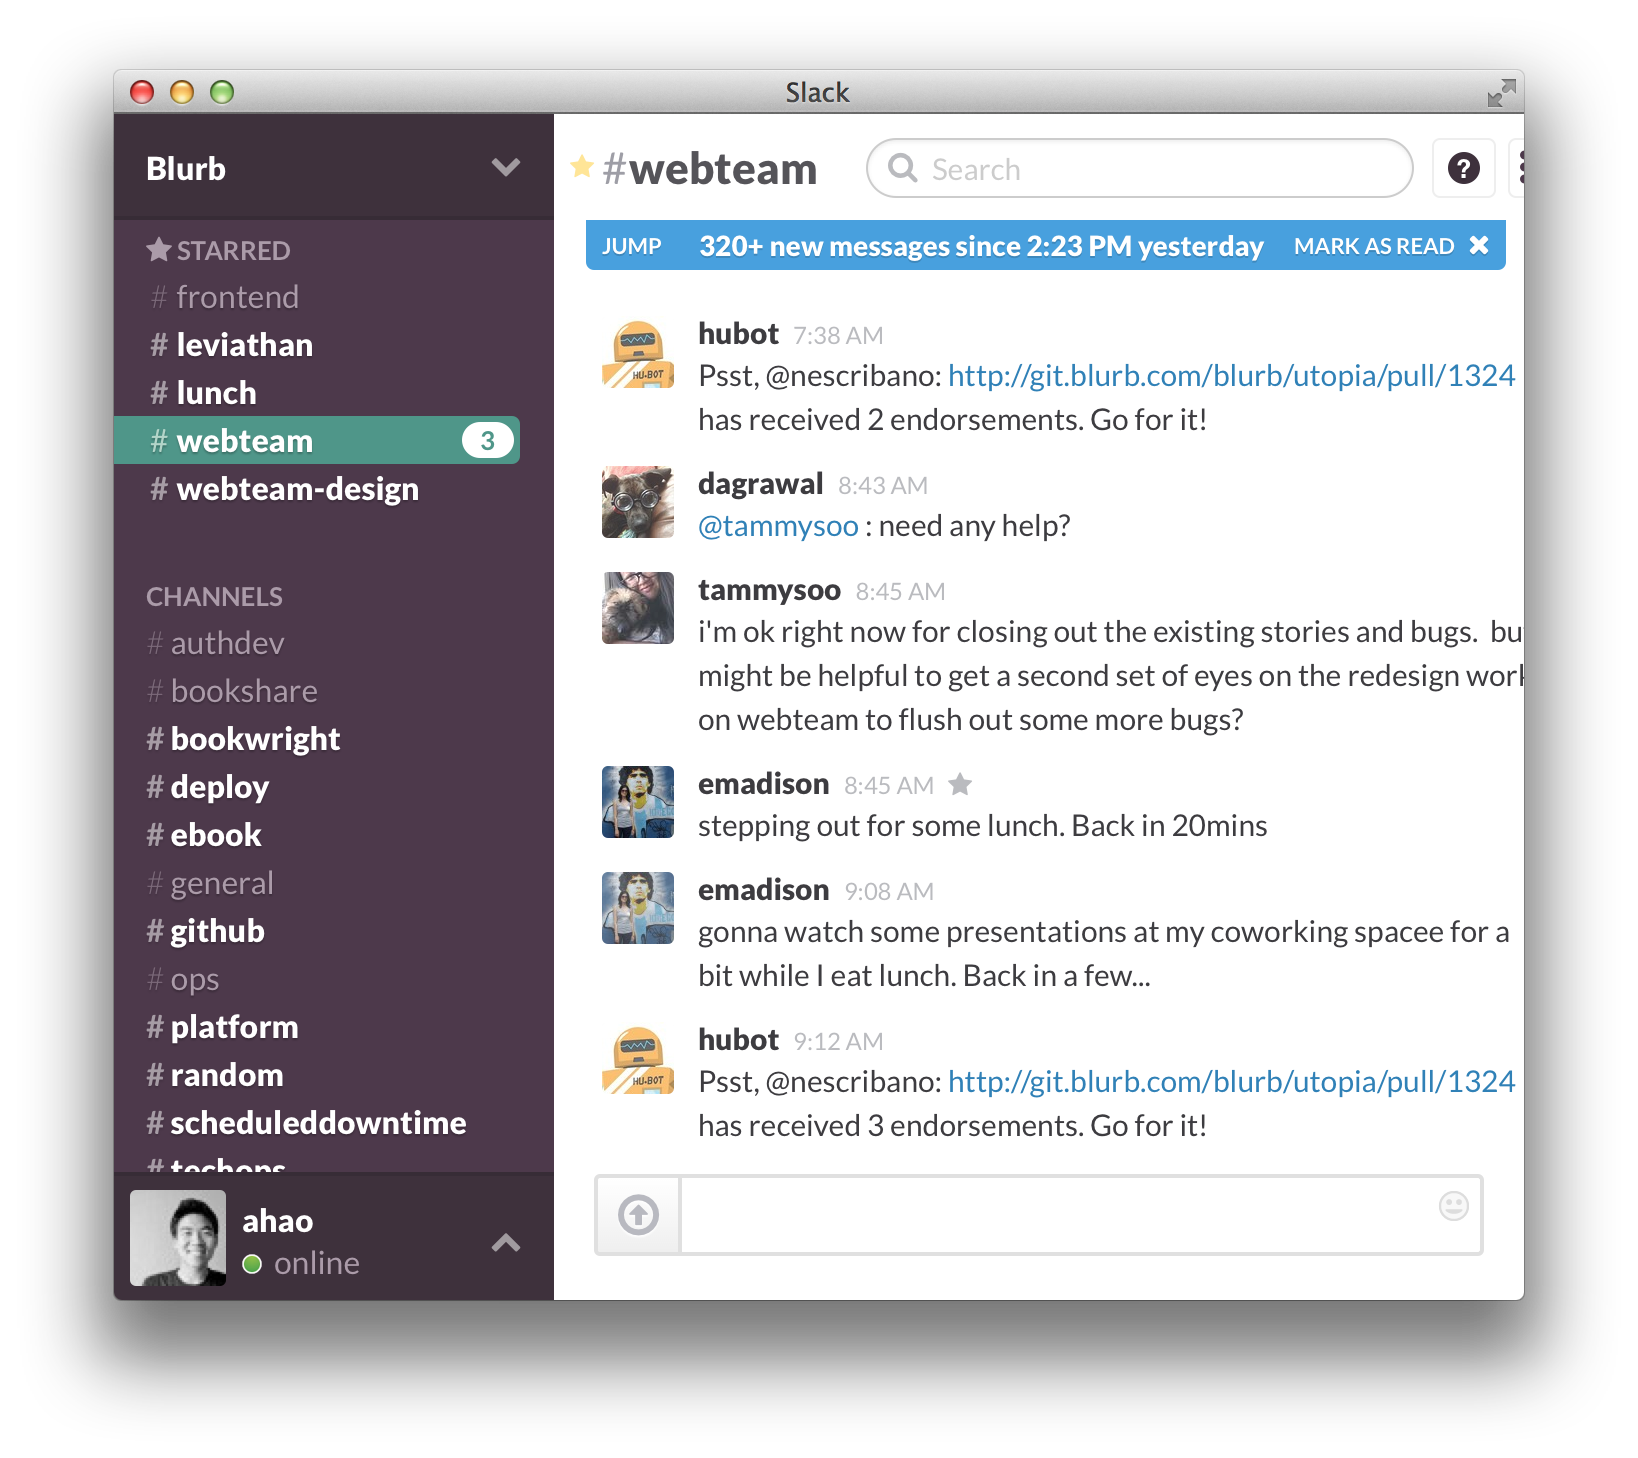 Slack
Blurb
STARRED
# frontend
# leviathan
# lunch
# webteam 3
# webteam-design
CHANNELS
# authdev
# bookshare
# bookwright
# deploy
# ebook
# general
# github
# ops
# platform
# random
# scheduleddowntime
# techops
ahao
online
#webteam
Search
?
JUMP 320+ new messages since 2:23 PM yesterday MARK AS READ
hubot 7:38 AM
HU-BOT
Psst, @nescribano: http://git.blurb.com/blurb/utopia/pull/1324
has received 2 endorsements. Go for it!
dagrawal 8:43 AM
@tammysoo : need any help?
tammysoo 8:45 AM
i'm ok right now for closing out the existing stories and bugs. bu
might be helpful to get a second set of eyes on the redesign work
on webteam to flush out some more bugs?
emadison 8:45 AM
stepping out for some lunch. Back in 20mins
emadison 9:08 AM
gonna watch some presentations at my coworking spacee for a
bit while I eat lunch. Back in a few...
hubot 9:12 AM
HU-BOT
Psst, @nescribano: http://git.blurb.com/blurb/utopia/pull/1324
has received 3 endorsements. Go for it!